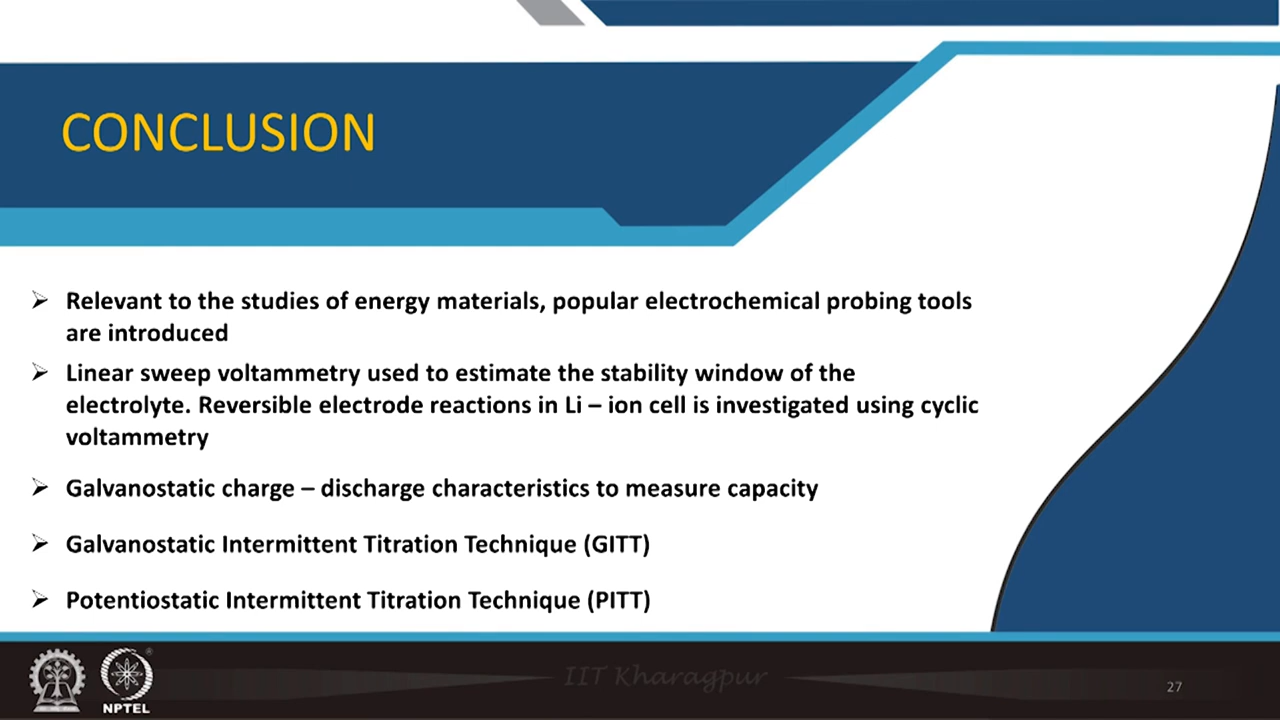 CONCLUSION
➢ Relevant to the studies of energy materials, popular electrochemical probing tools
are introduced
➢ Linear sweep voltammetry used to estimate the stability window of the
electrolyte. Reversible electrode reactions in Li – ion cell is investigated using cyclic
voltammetry
➢ Galvanostatic charge – discharge characteristics to measure capacity
➢ Galvanostatic Intermittent Titration Technique (GITT)
➢ Potentiostatic Intermittent Titration Technique (PITT)
IIT Kharagpur
NPTEL
27